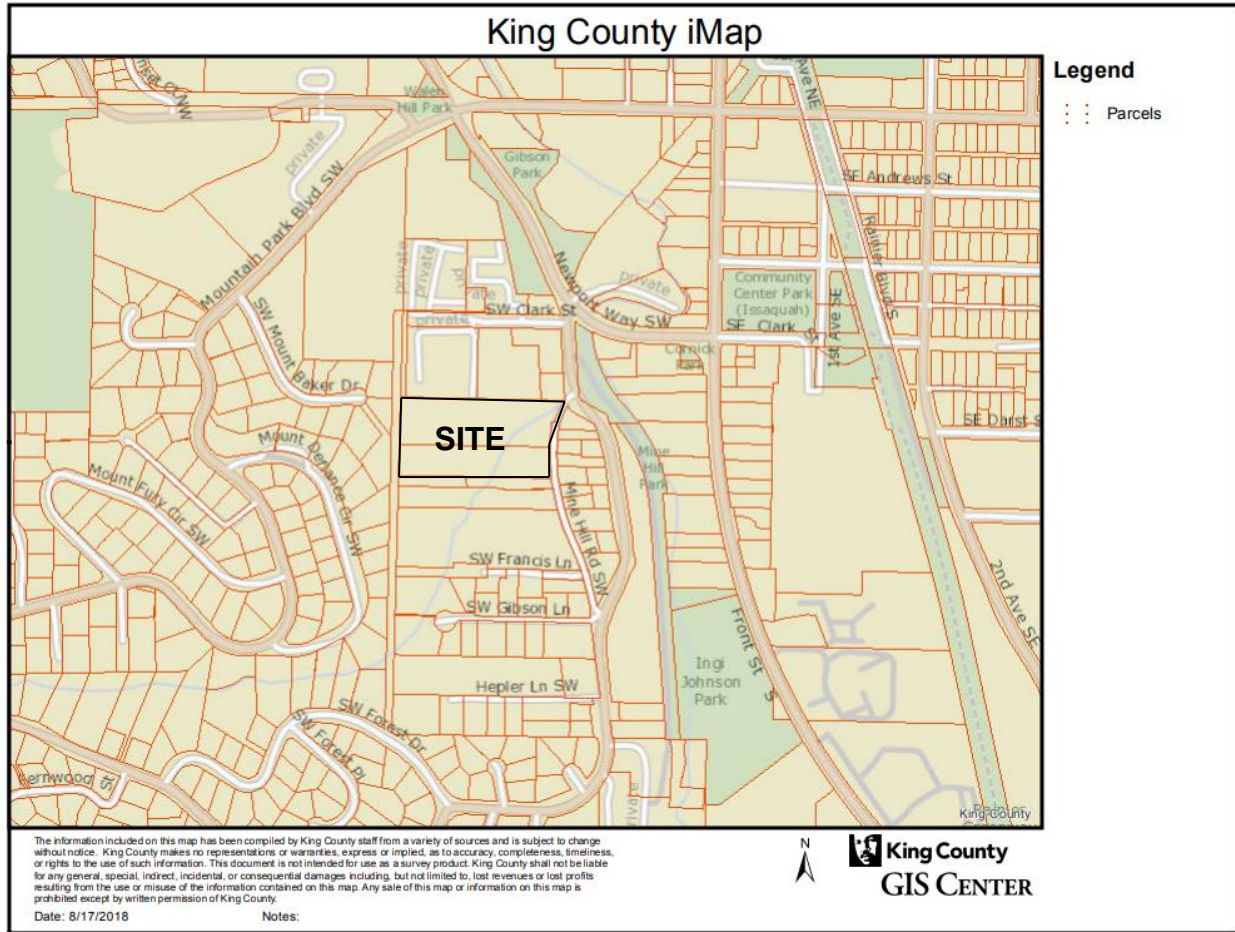 King County iMap
Legend
Parcels
Walen
Hill Park
private
Mountain Park Blvd SW
Gibson
Park
SE Andrews St
Rainier Blvd S
private
private
private
private
Newport Way SW
SW Clark St
Community
Center Park
(Issaquah)
SE Clark St
1st Ave SE
Cornick
Park
SW Mount Baker Dr
SE Darst S
SITE
Mount Defiance Cir SW
Mount Fury Cir SW
Mine
Hill
Park
Mine Hill Rd SW
SW Francis Ln
SW Gibson Ln
2nd Ave SE
Front St S
Ingi
Johnson
Park
Hepler Ln SW
SW Forest Dr
SW Forest Pl
ernwood St
private
King County
The information included on this map has been compiled by King County staff from a variety of sources and is subject to change
without notice. King County makes no representations or warranties, express or implied, as to accuracy, completeness, timeliness,
or rights to the use of such information. This document is not intended for use as a survey product. King County shall not be liable
for any general, special, indirect, incidental, or consequential damages including, but not limited to, lost revenues or lost profits
resulting from the use or misuse of the information contained on this map. Any sale of this map or information on this map is
prohibited except by written permission of King County.
Date: 8/17/2018 Notes:
N
King County
GIS CENTER